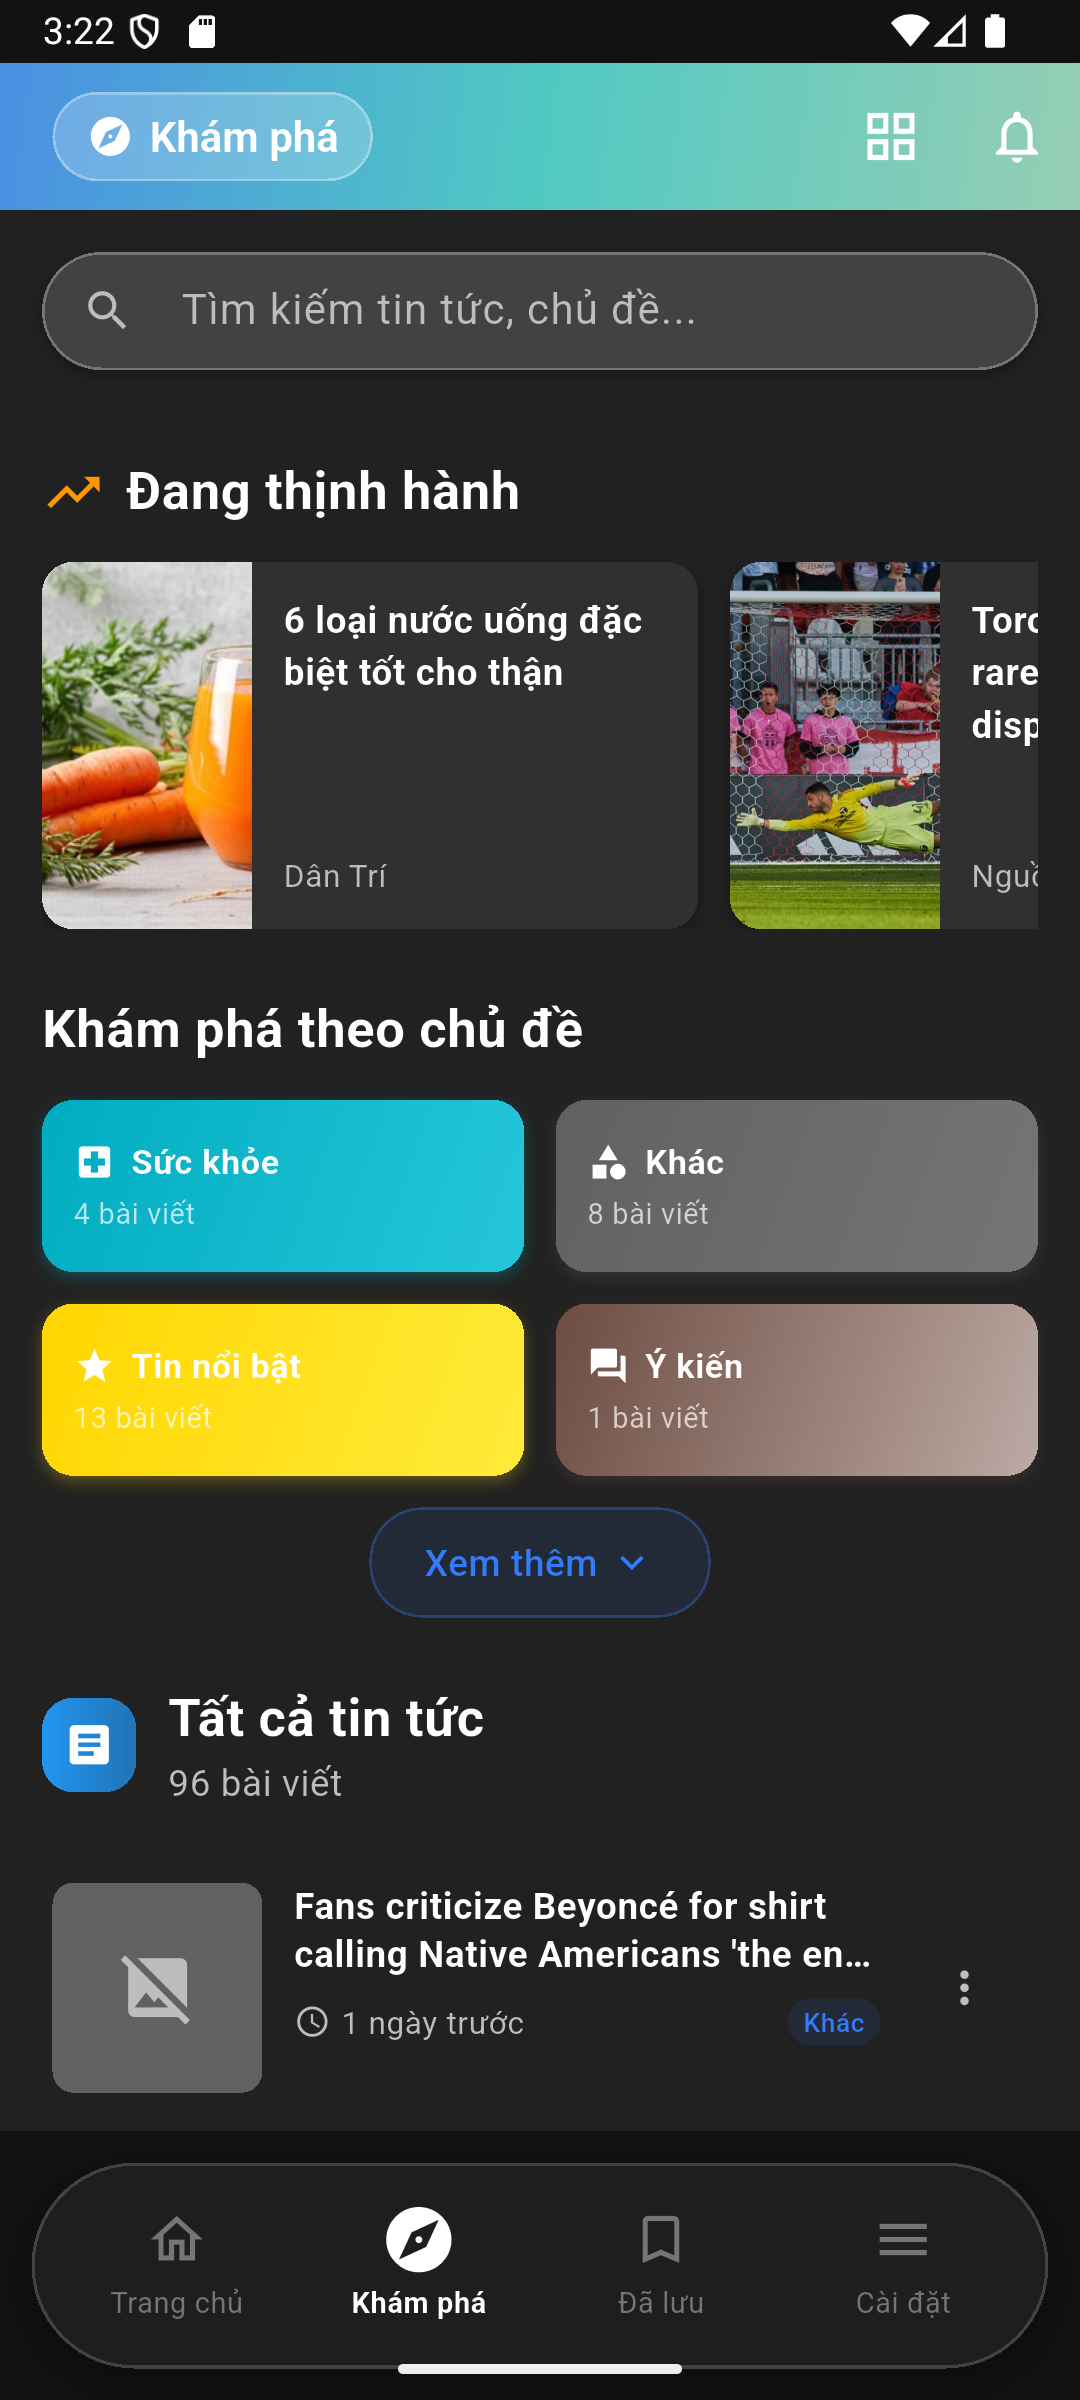 3:22
Khám phá
Tìm kiếm tin tức, chủ đề...
Đang thịnh hành
6 loại nước uống đặc
biệt tốt cho thận
Dân Trí
Toro
rare
disp
Nguồ
Khám phá theo chủ đề
Sức khỏe
4 bài viết
Khác
8 bài viết
Tin nổi bật
13 bài viết
Ý kiến
1 bài viết
Xem thêm
Tất cả tin tức
96 bài viết
Fans criticize Beyoncé for shirt
calling Native Americans 'the en...
1 ngày trước
Khác
Trang chủ
Khám phá
Đã lưu
Cài đặt